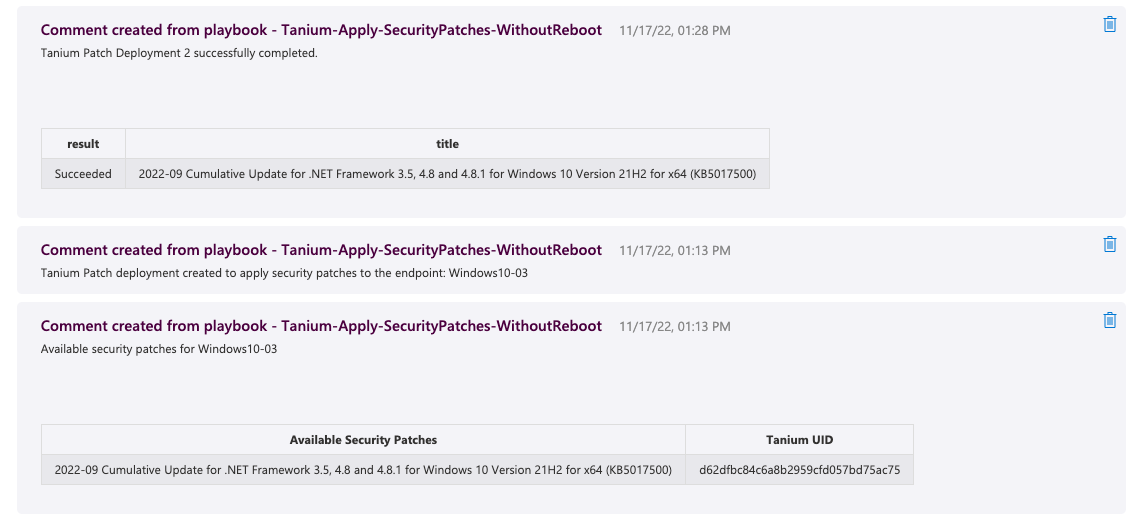 Comment created from playbook - Tanium-Apply-SecurityPatches-WithoutReboot 11/17/22, 01:28 PM
Tanium Patch Deployment 2 successfully completed.
result title
Succeeded 2022-09 Cumulative Update for .NET Framework 3.5, 4.8 and 4.8.1 for Windows 10 Version 21H2 for x64 (KB5017500)
Comment created from playbook - Tanium-Apply-SecurityPatches-WithoutReboot 11/17/22, 01:13 PM
Tanium Patch deployment created to apply security patches to the endpoint: Windows10-03
Comment created from playbook - Tanium-Apply-SecurityPatches-WithoutReboot 11/17/22, 01:13 PM
Available security patches for Windows10-03
Available Security Patches Tanium UID
2022-09 Cumulative Update for .NET Framework 3.5, 4.8 and 4.8.1 for Windows 10 Version 21H2 for x64 (KB5017500) d62dfbc84c6a8b2959cfd057bd75ac75